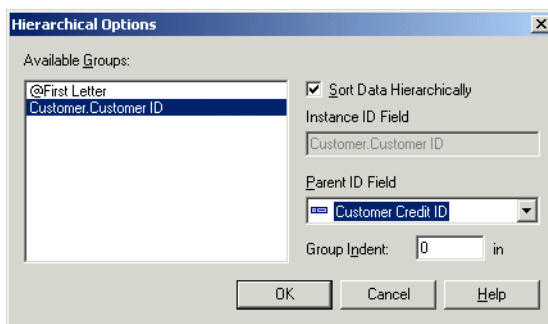 Hierarchical Options
Available Groups:
@First Letter
Customer.Customer ID
Sort Data Hierarchically
Instance ID Field
Customer.Customer ID
Parent ID Field
Customer Credit ID
Group Indent: 0 in
OK Cancel Help